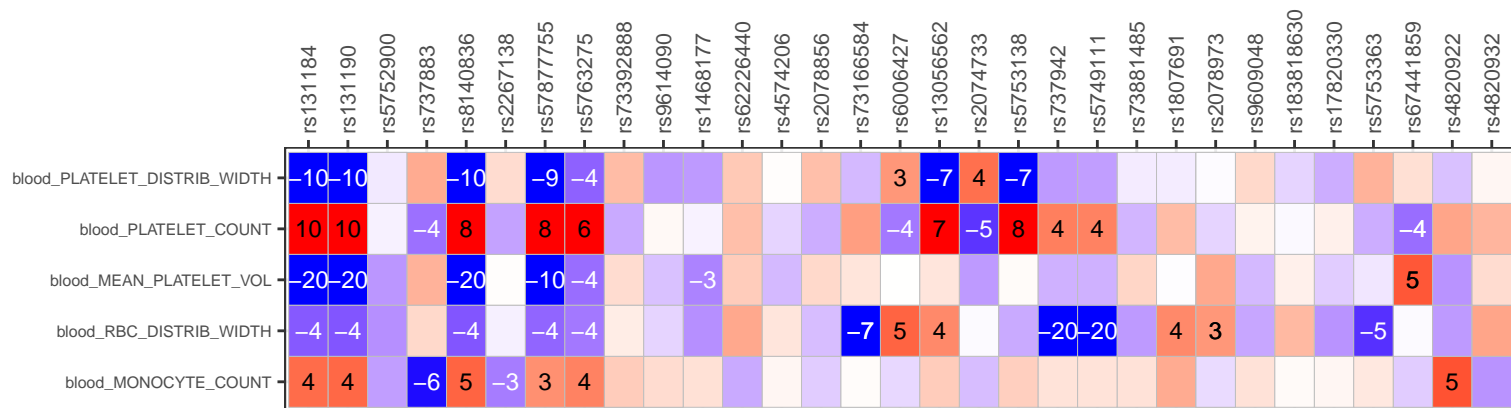 rs131184
rs131190
rs5752900
rs737883
rs8140836
rs2267138
rs57877755
rs5763275
rs73392888
rs9614090
rs1468177
rs62226440
rs4574206
rs2078856
rs73166584
rs6006427
rs13056562
rs2074733
rs5753138
rs737942
rs5749111
rs73881485
rs1807691
rs2078973
rs9609048
rs183818630
rs17820330
rs5753363
rs67441859
rs4820922
rs4820932
blood_PLATELET_DISTRIB_WIDTH −10 −10 −10 −9 −4 3 −7 4 −7
blood_PLATELET_COUNT 10 10 −4 8 8 6 −4 7 −5 8 4 4 −4
blood_MEAN_PLATELET_VOL −20 −20 −20 −10 −4 −3 5
blood_RBC_DISTRIB_WIDTH −4 −4 −4 −4 −4 −7 5 4 −20 −20 4 3 −5
blood_MONOCYTE_COUNT 4 4 −6 5 −3 3 4 5